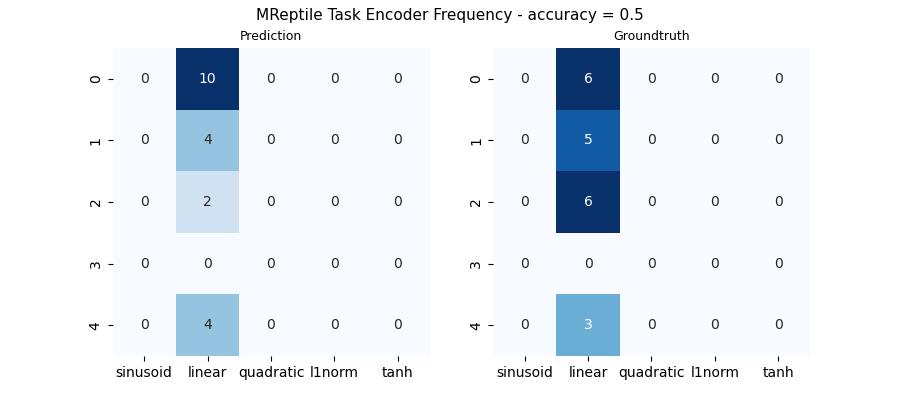 MReptile Task Encoder Frequency - accuracy = 0.5
Prediction
0 0 10 0 0 0
1 0 4 0 0 0
2 0 2 0 0 0
3 0 0 0 0 0
4 0 4 0 0 0
sinusoid linear quadratic l1norm tanh
Groundtruth
0 0 6 0 0 0
1 0 5 0 0 0
2 0 6 0 0 0
3 0 0 0 0 0
4 0 3 0 0 0
sinusoid linear quadratic l1norm tanh